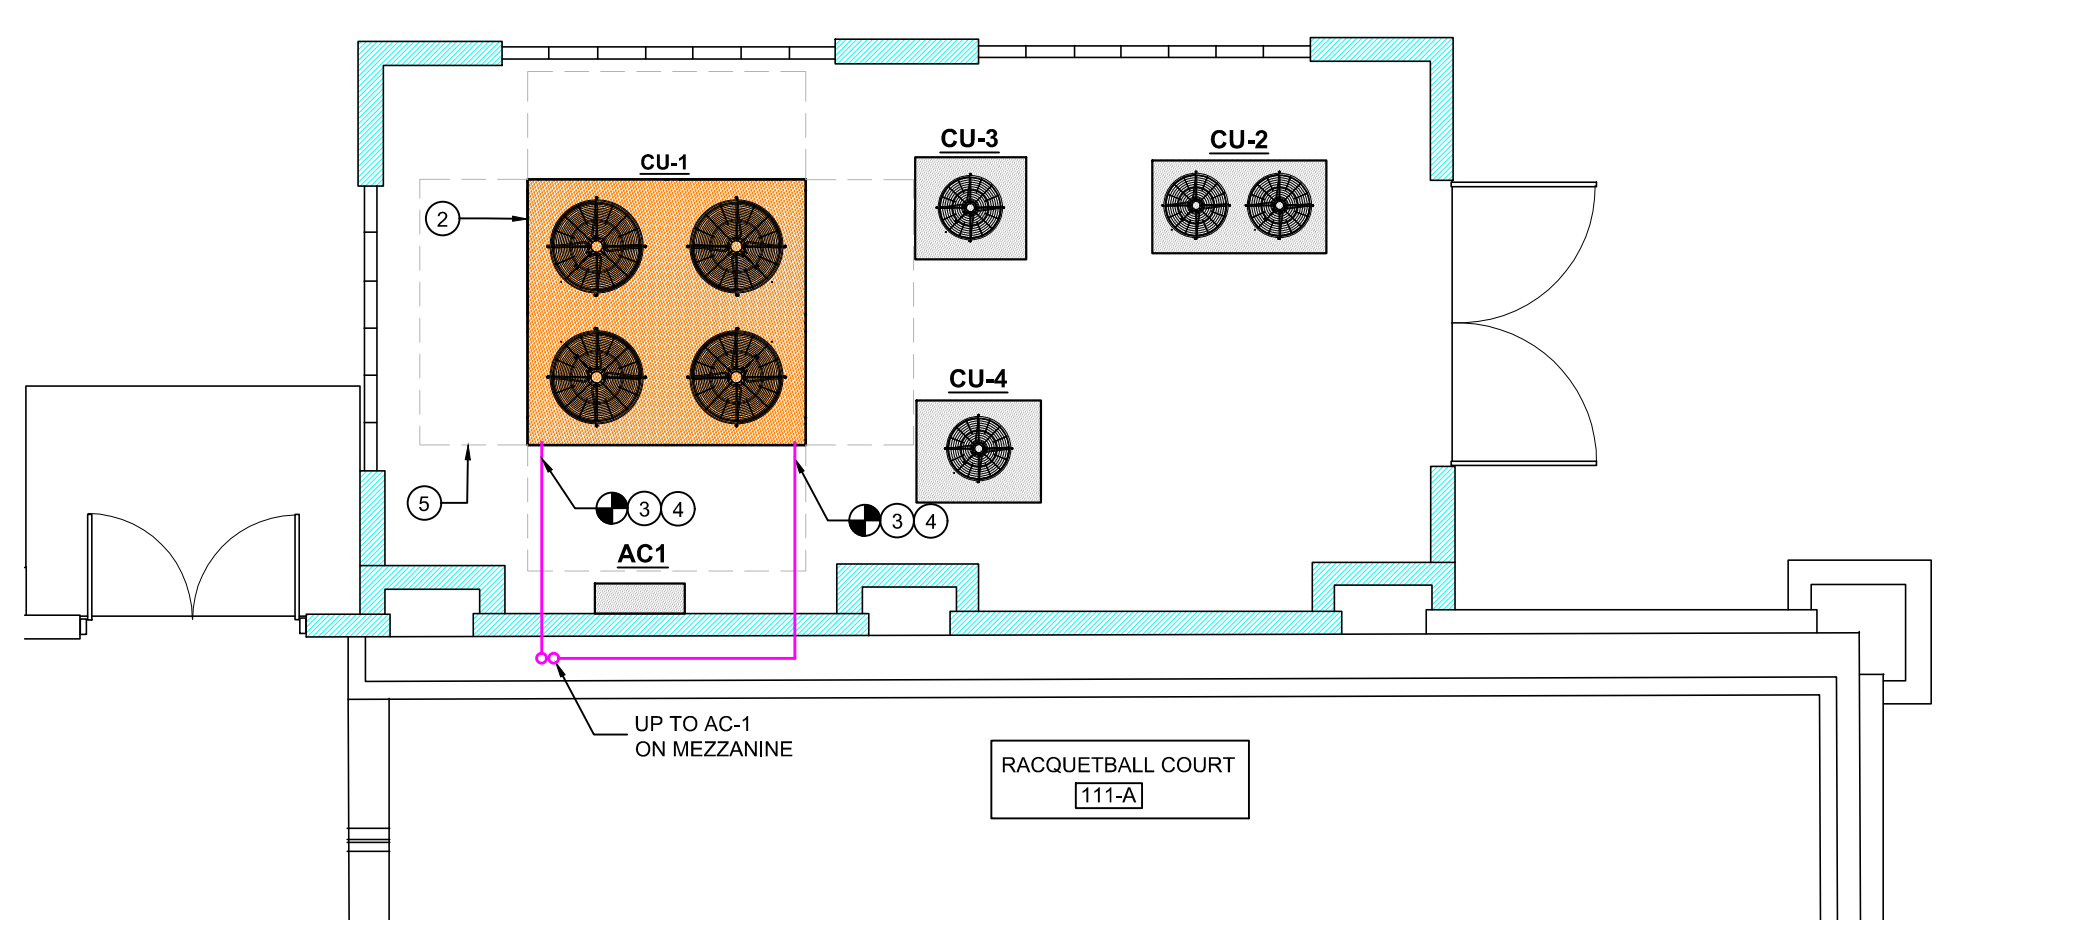 CU-3
CU-2
CU-1
2
CU-4
5
3 4
3 4
AC1
UP TO AC-1
ON MEZZANINE
RACQUETBALL COURT
111-A